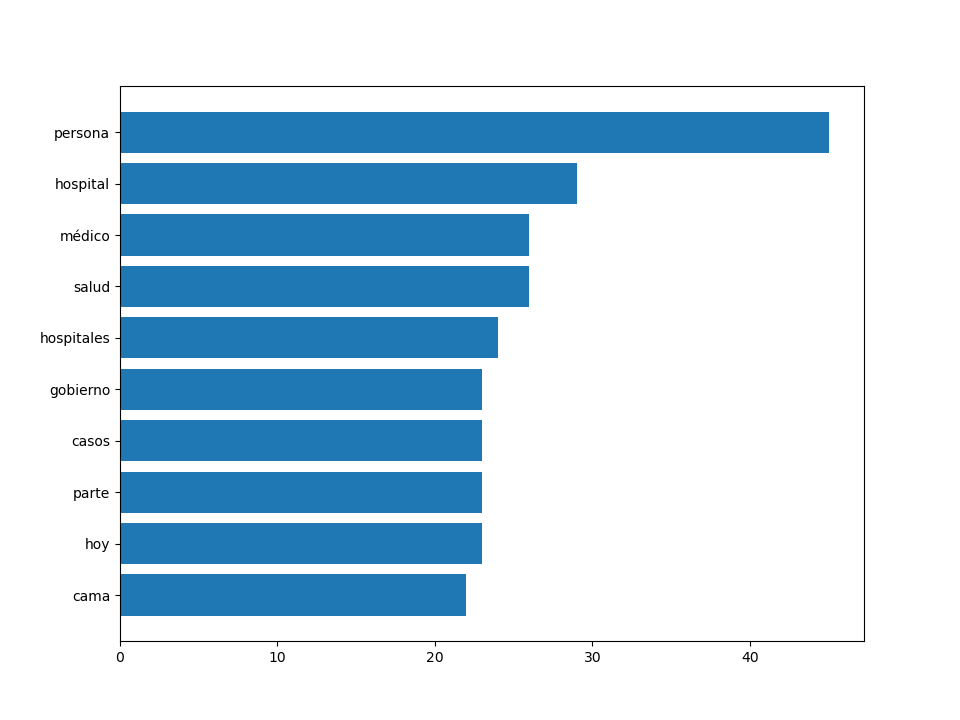 persona
hospital
médico
salud
hospitales
gobierno
casos
parte
hoy
cama
0 10 20 30 40